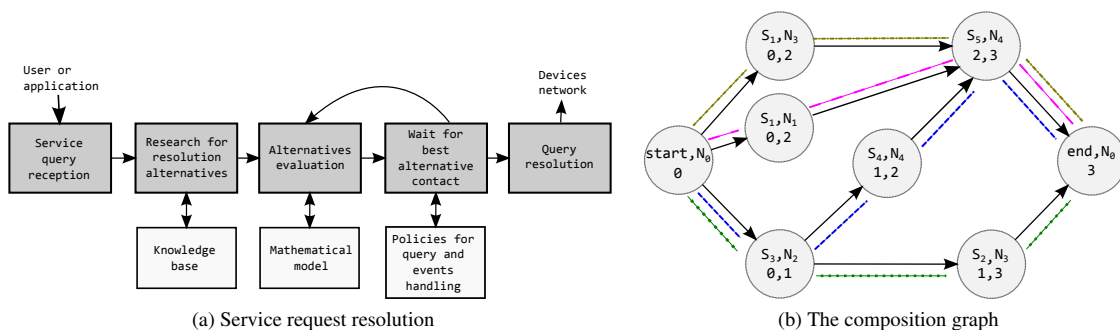 User or
application
Service
query
reception
Research for
resolution
alternatives
Alternatives
evaluation
Wait for
best
alternative
contact
Query
resolution
Devices
network
Knowledge
base
Mathematical
model
Policies for
query and
events
handling
(a) Service request resolution
S1,N3
0,2
S5,N4
2,3
S1,N1
0,2
start,N0
0
S4,N4
1,2
end,N0
3
S3,N2
0,1
S2,N3
1,3
(b) The composition graph